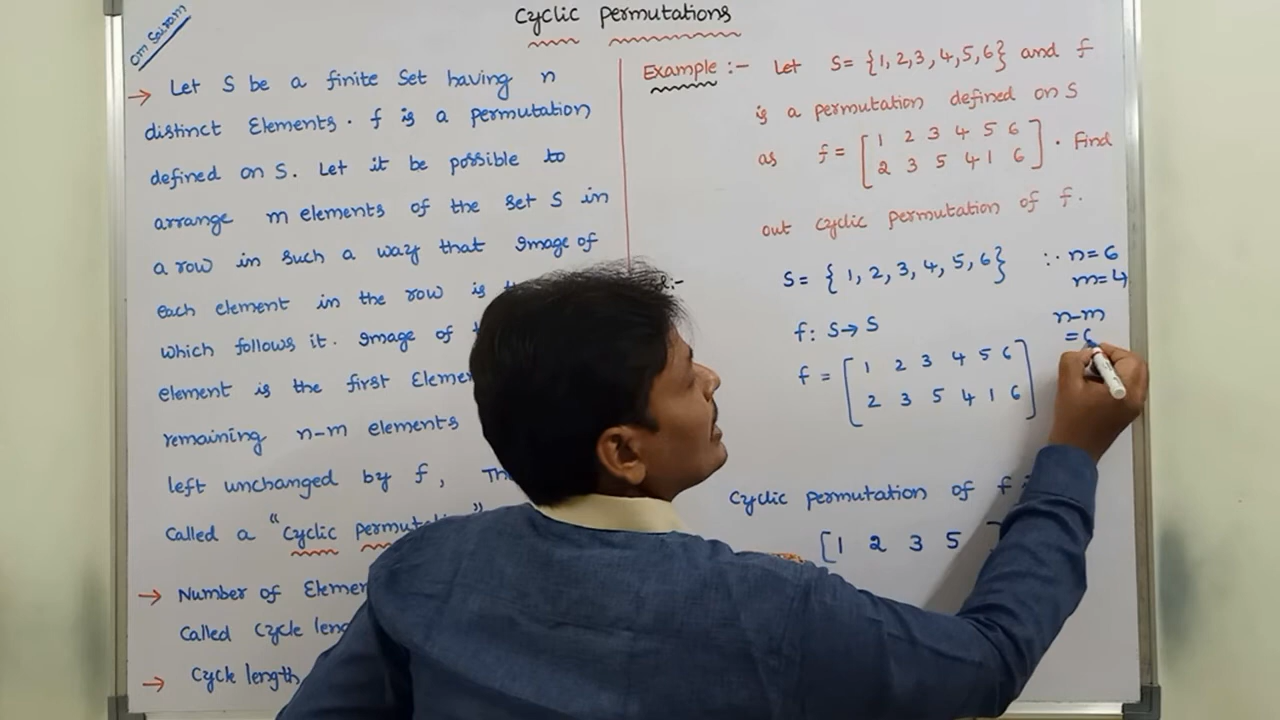 om Sairam
Cyclic permutations
→ Let S be a finite Set having n
distinct Elements. f is a permutation
defined on S. Let it be possible to
arrange m elements of the set S in
a row in such a way that Image of
each element in the row is
which follows it. Image of
element is the first Eleme
remaining n-m elements
left unchanged by f,
Called a "Cyclic permutation"
→ Number of Elemen
Called Cycle len
→ Cycle length
Example :- Let S= {1,2,3,4,5,6} and f
is a permutation defined on S
as f = [1 2 3 4 5 6
2 3 5 4 1 6] . Find
out cyclic permutation of f.
S= { 1, 2, 3, 4, 5, 6} ∴ n=6
m=4
n-m
=6
f: S→S
f = [1 2 3 4 5 6
2 3 5 4 1 6]
Cyclic permutation of f
[1 2 3 5 ]